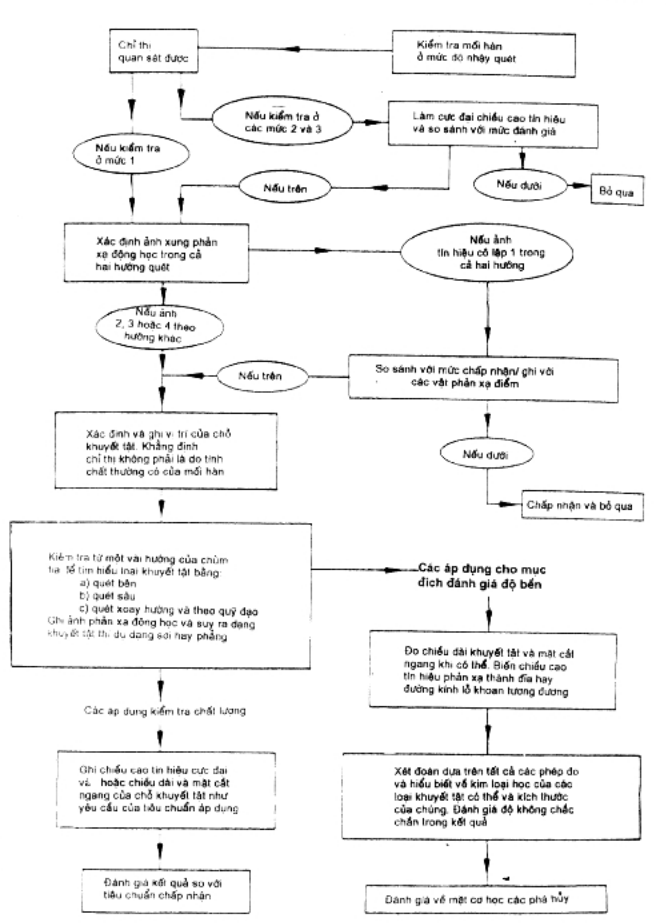 Chỉ thị
quan sát được
Kiểm tra mối hàn
ở mức độ nhậy quét
Nếu kiểm tra ở
các mức 2 và 3
Làm cực đại chiều cao tín hiệu
và so sánh với mức đánh giá
Nếu kiểm tra
ở mức 1
Nếu trên
Nếu dưới
Bỏ qua
Xác định ảnh xung phản
xạ động học trong cả
hai hướng quét
Nếu ảnh
tín hiệu cô lập 1 trong
cả hai hướng
Nếu ảnh
2, 3 hoặc 4 theo
hướng khác
Nếu trên
So sánh với mức chấp nhận/ ghi với
các vật phản xạ điểm
Xác định và ghi vị trí của chỗ
khuyết tật. Khẳng định
chỉ thị không phải là do tính
chất thường có của mối hàn
Nếu dưới
Chấp nhận và bỏ qua
Kiểm tra từ một vài hướng của chùm
tia để tìm hiểu loại khuyết tật bằng:
a) quét bên
b) quét sâu
c) quét xoay hướng và theo quỹ đạo
Ghi ảnh phản xạ động học và suy ra dạng
khuyết tật thí dụ dạng sợi hay phẳng
Các áp dụng cho mục
đích đánh giá độ bền
Đo chiều dài khuyết tật và mặt cắt
ngang khi có thể. Biến chiều cao
tín hiệu phản xạ thành đĩa hay
đường kính lỗ khoan tương đương
Các áp dụng kiểm tra chất lượng
Ghi chiều cao tín hiệu cực đại
và hoặc chiều dài và mặt cắt
ngang của chỗ khuyết tật như
yêu cầu của tiêu chuẩn áp dụng
Xét đoán dựa trên tất cả các phép đo
và hiểu biết về kim loại học của các
loại khuyết tật có thể và kích thước
của chúng. Đánh giá độ không chắc
chắn trong kết quả
Đánh giá kết quả so với
tiêu chuẩn chấp nhận
Đánh giá về mặt cơ học các phá hủy